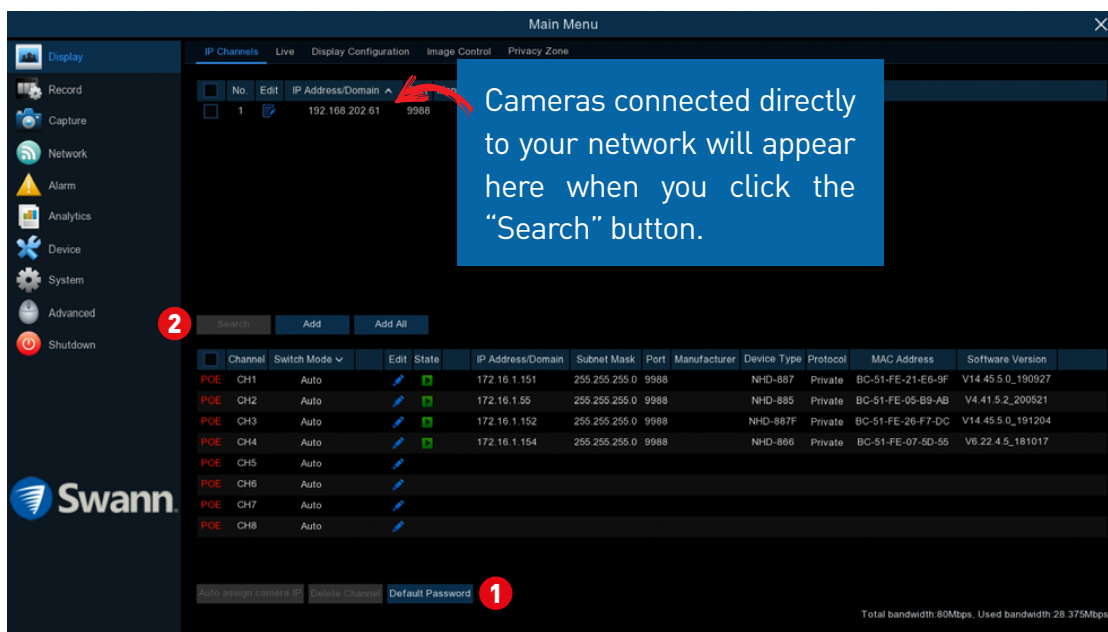 Main Menu
Display
Record
Capture
Network
Alarm
Analytics
Device
System
Advanced
Shutdown
Swann
IP Channels Live Display Configuration Image Control Privacy Zone
No. Edit IP Address/Domain
1 192.168.202.61 9988
Cameras connected directly
to your network will appear
here when you click the
“Search” button.
2
Search Add Add All
Channel Switch Mode Edit State IP Address/Domain Subnet Mask Port Manufacturer Device Type Protocol MAC Address Software Version
POE CH1 Auto 172.16.1.151 255.255.255.0 9988 NHD-887 Private BC-51-FE-21-E6-9F V14.45.5.0_190927
POE CH2 Auto 172.16.1.55 255.255.255.0 9988 NHD-885 Private BC-51-FE-05-B9-AB V4.41.5.2_200521
POE CH3 Auto 172.16.1.152 255.255.255.0 9988 NHD-887F Private BC-51-FE-26-F7-DC V14.45.5.0_191204
POE CH4 Auto 172.16.1.154 255.255.255.0 9988 NHD-866 Private BC-51-FE-07-5D-55 V6.22.4.5_181017
POE CH5 Auto
POE CH6 Auto
POE CH7 Auto
POE CH8 Auto
Auto assign camera IP Delete Channel Default Password 1
Total bandwidth:80Mbps, Used bandwidth:28.375Mbps